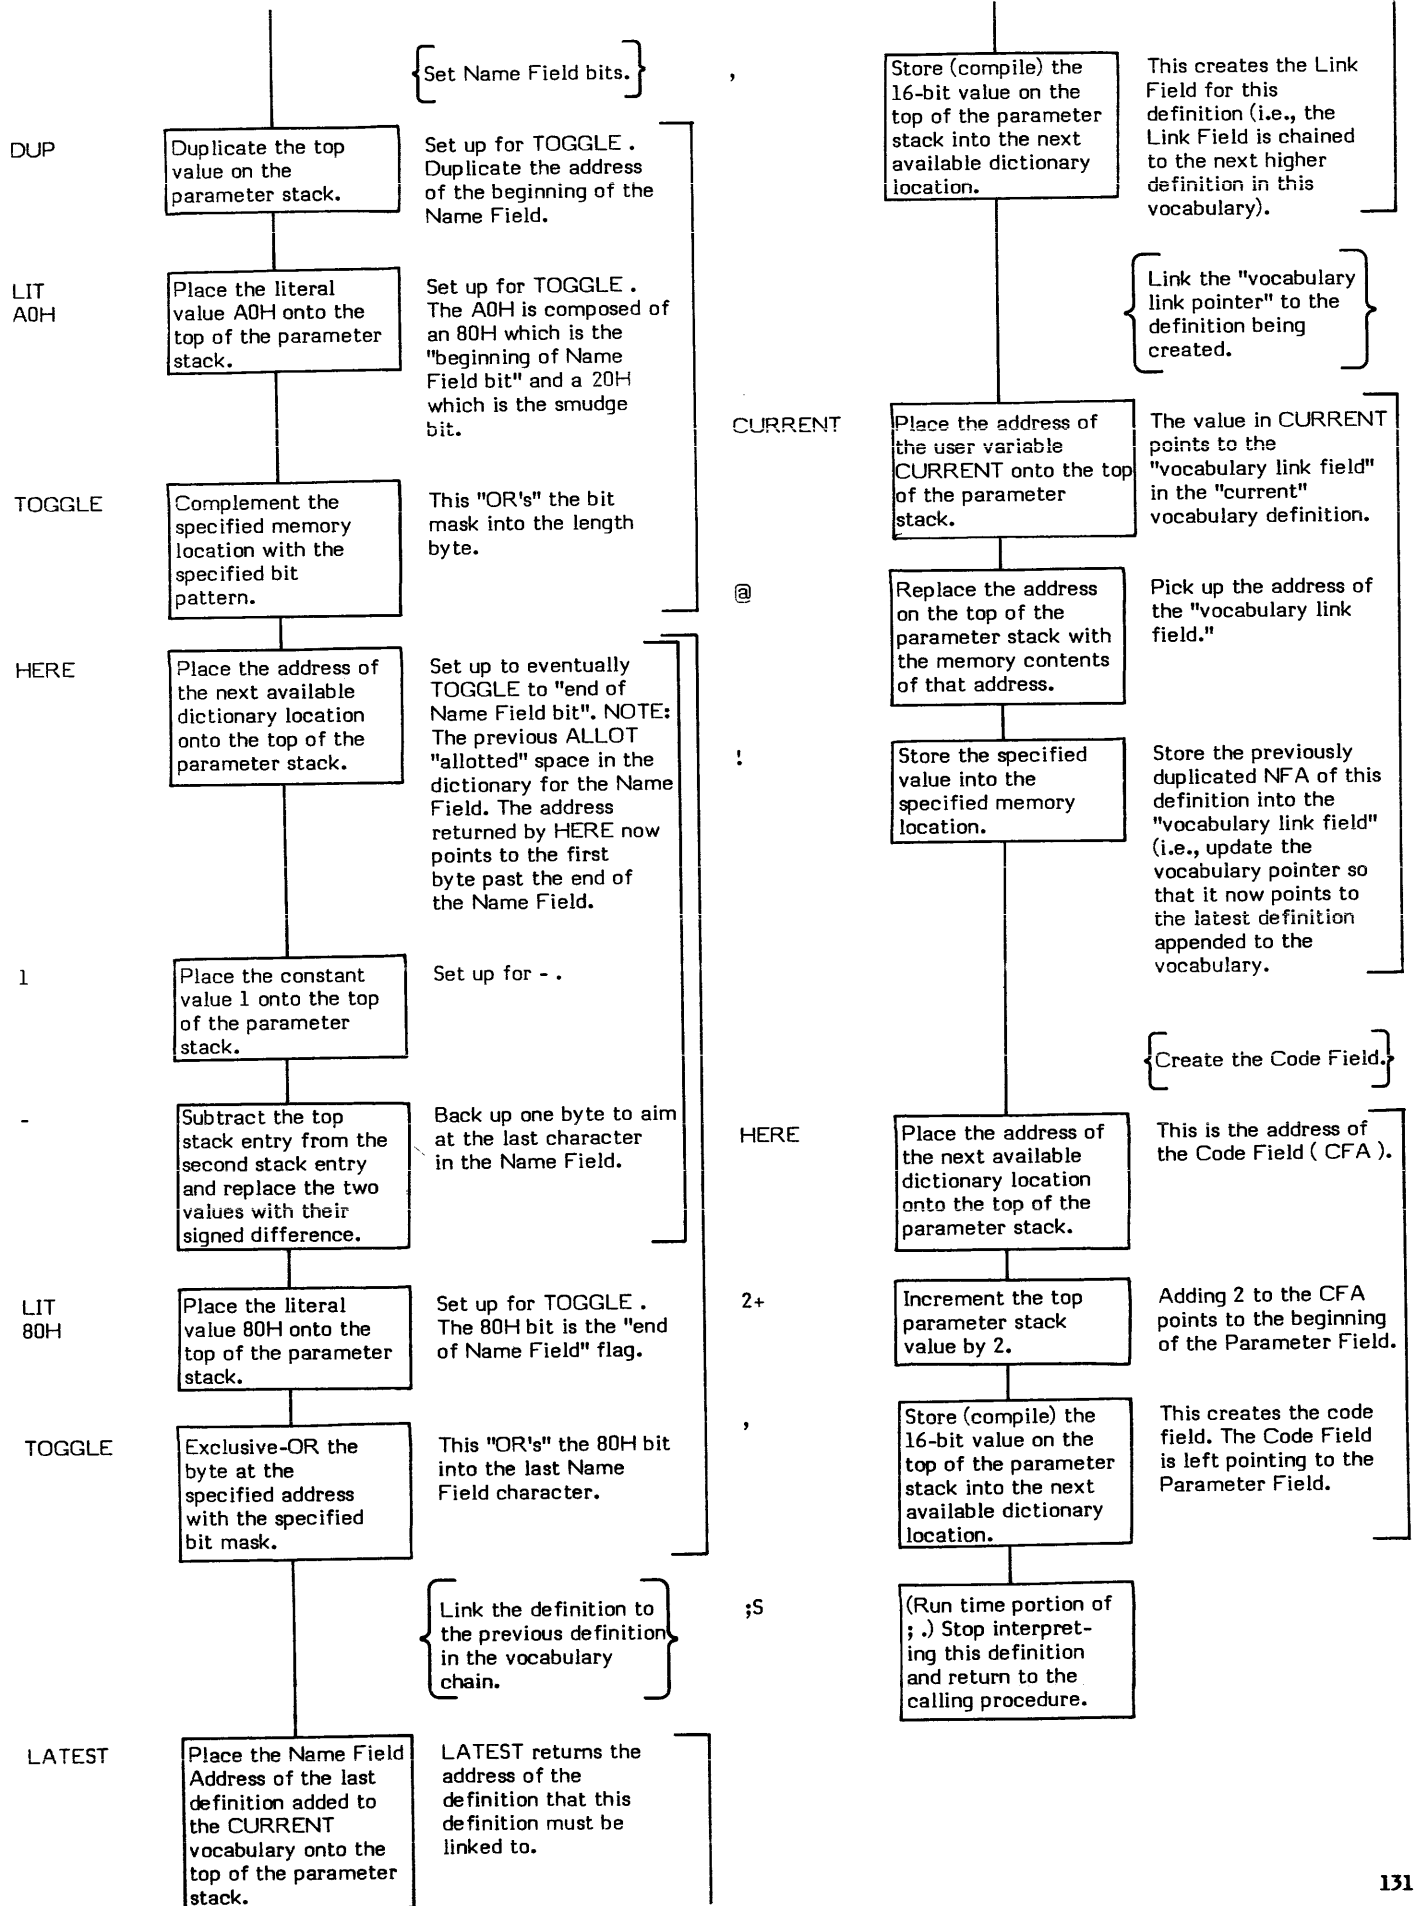 Set Name Field bits.
DUP
Duplicate the top
value on the
parameter stack.
Set up for TOGGLE .
Duplicate the address
of the beginning of the
Name Field.
LIT
A0H
Place the literal
value A0H onto the
top of the parameter
stack.
Set up for TOGGLE .
The A0H is composed of
an 80H which is the
"beginning of Name
Field bit" and a 20H
which is the smudge
bit.
TOGGLE
Complement the
specified memory
location with the
specified bit
pattern.
This "OR's" the bit
mask into the length
byte.
HERE
Place the address of
the next available
dictionary location
onto the top of the
parameter stack.
Set up to eventually
TOGGLE to "end of
Name Field bit". NOTE:
The previous ALLOT
"allotted" space in the
dictionary for the Name
Field. The address
returned by HERE now
points to the first
byte past the end of
the Name Field.
1
Place the constant
value 1 onto the top
of the parameter
stack.
Set up for - .
-
Subtract the top
stack entry from the
second stack entry
and replace the two
values with their
signed difference.
Back up one byte to aim
at the last character
in the Name Field.
LIT
80H
Place the literal
value 80H onto the
top of the parameter
stack.
Set up for TOGGLE .
The 80H bit is the "end
of Name Field" flag.
TOGGLE
Exclusive-OR the
byte at the
specified address
with the specified
bit mask.
This "OR's" the 80H bit
into the last Name
Field character.
Link the definition to
the previous definition
in the vocabulary
chain.
LATEST
Place the Name Field
Address of the last
definition added to
the CURRENT
vocabulary onto the
top of the parameter
stack.
LATEST returns the
address of the
definition that this
definition must be
linked to.
,
Store (compile) the
16-bit value on the
top of the parameter
stack into the next
available dictionary
location.
This creates the Link
Field for this
definition (i.e., the
Link Field is chained
to the next higher
definition in this
vocabulary).
Link the "vocabulary
link pointer" to the
definition being
created.
CURRENT
Place the address of
the user variable
CURRENT onto the top
of the parameter
stack.
The value in CURRENT
points to the
"vocabulary link field"
in the "current"
vocabulary definition.
@
Replace the address
on the top of the
parameter stack with
the memory contents
of that address.
Pick up the address of
the "vocabulary link
field."
!
Store the specified
value into the
specified memory
location.
Store the previously
duplicated NFA of this
definition into the
"vocabulary link field"
(i.e., update the
vocabulary pointer so
that it now points to
the latest definition
appended to the
vocabulary.
Create the Code Field.
HERE
Place the address of
the next available
dictionary location
onto the top of the
parameter stack.
This is the address of
the Code Field ( CFA ).
2+
Increment the top
parameter stack
value by 2.
Adding 2 to the CFA
points to the beginning
of the Parameter Field.
,
Store (compile) the
16-bit value on the
top of the parameter
stack into the next
available dictionary
location.
This creates the code
field. The Code Field
is left pointing to the
Parameter Field.
;S
(Run time portion of
; .) Stop interpret-
ing this definition
and return to the
calling procedure.
131